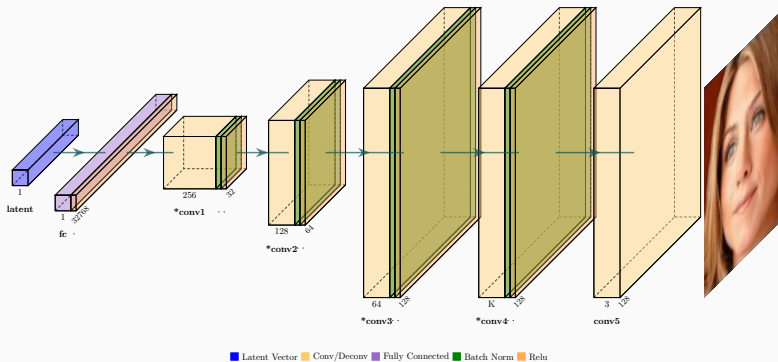 1
latent
1
32768
fc
256
32
*conv1
128
64
*conv2
64
128
*conv3
K
128
*conv4
3
128
conv5
Latent Vector
Conv/Deconv
Fully Connected
Batch Norm
Relu